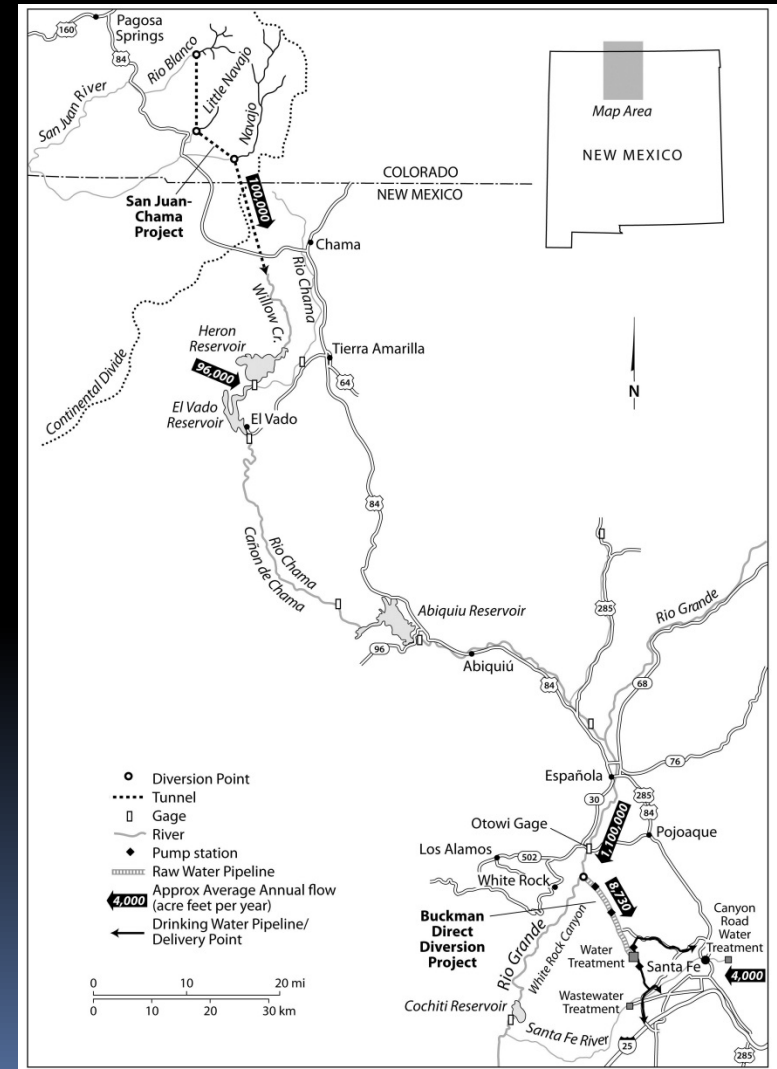 160
Pagosa
Springs
84
Rio Blanco
Little Navajo
San Juan River
Navajo
Map Area
NEW MEXICO
COLORADO
NEW MEXICO
San Juan-
Chama
Project
100,000
Chama
Rio Chama
Willow Cr.
Heron
Reservoir
Tierra Amarilla
96,000
64
Continental Divide
El Vado
Reservoir
El Vado
N
84
Rio Chama
Cañon de Chama
285
Rio Grande
Abiquiu Reservoir
96
Abiquiú
84
68
76
Española
30
285
84
Otowi Gage
1,100,000
Pojoaque
Los Alamos
502
White Rock
8,730
Buckman
Direct
Diversion
Project
Rio Grande
White Rock Canyon
Canyon
Road
Water
Treatment
Water
Treatment
Santa Fe
4,000
Wastewater
Treatment
Cochiti Reservoir
Santa Fe River
25
285
Diversion Point
Tunnel
Gage
River
Pump station
Raw Water Pipeline
4,000 Approx Average Annual flow
(acre feet per year)
Drinking Water Pipeline/
Delivery Point
0 10 20 mi
0 10 20 30 km